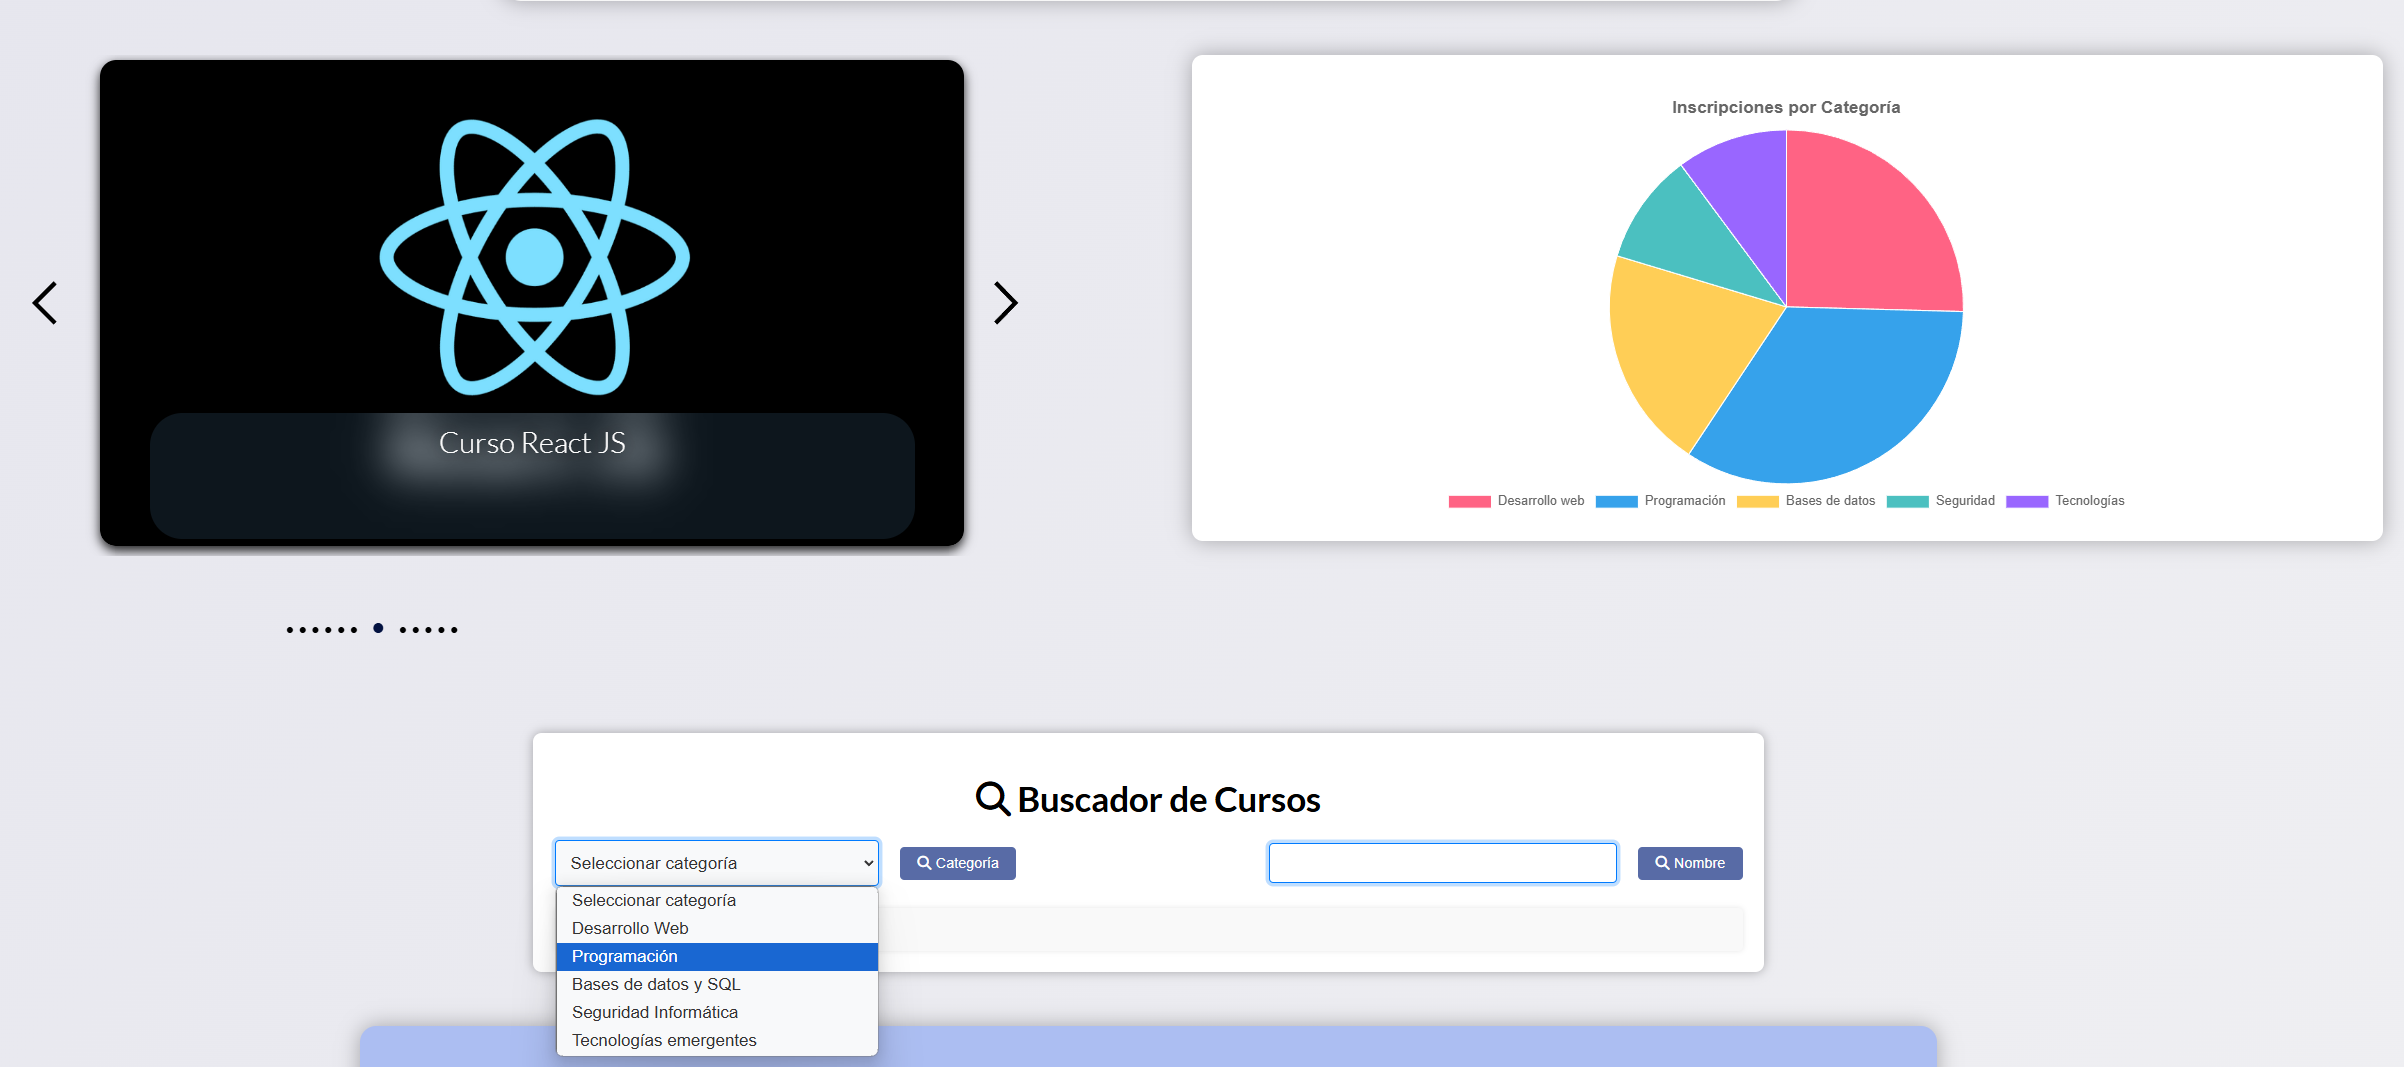 Curso React JS
Inscripciones por Categoría
Desarrollo web
Programación
Bases de datos
Seguridad
Tecnologías
Buscador de Cursos
Seleccionar categoría
Categoría
Nombre
Seleccionar categoría
Desarrollo Web
Programación
Bases de datos y SQL
Seguridad Informática
Tecnologías emergentes